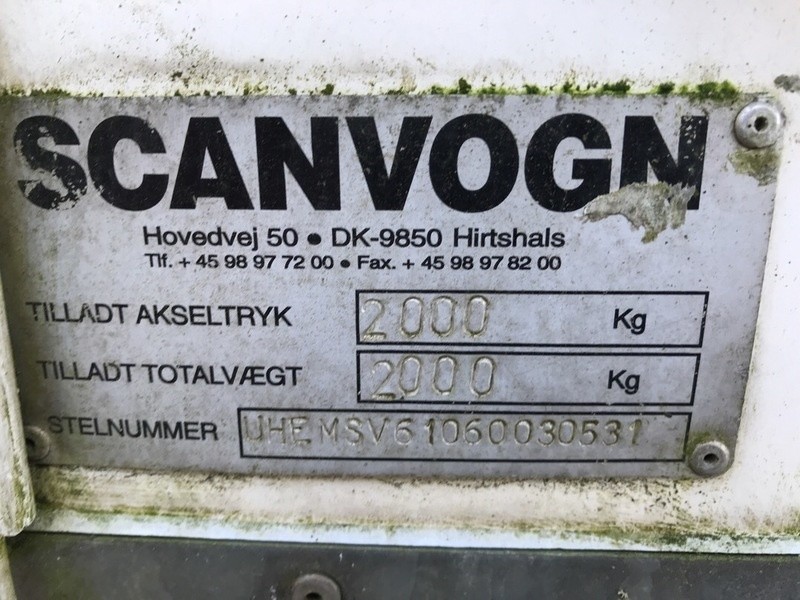 SCANVOGN
Hovedvej 50 • DK-9850 Hirtshals
Tlf. + 45 98 97 72 00 • Fax. + 45 98 97 82 00
TILLADT AKSELTRYK 2000 Kg
TILLADT TOTALVÆGT 2000 Kg
STELNUMMER UHEMSV61060030531